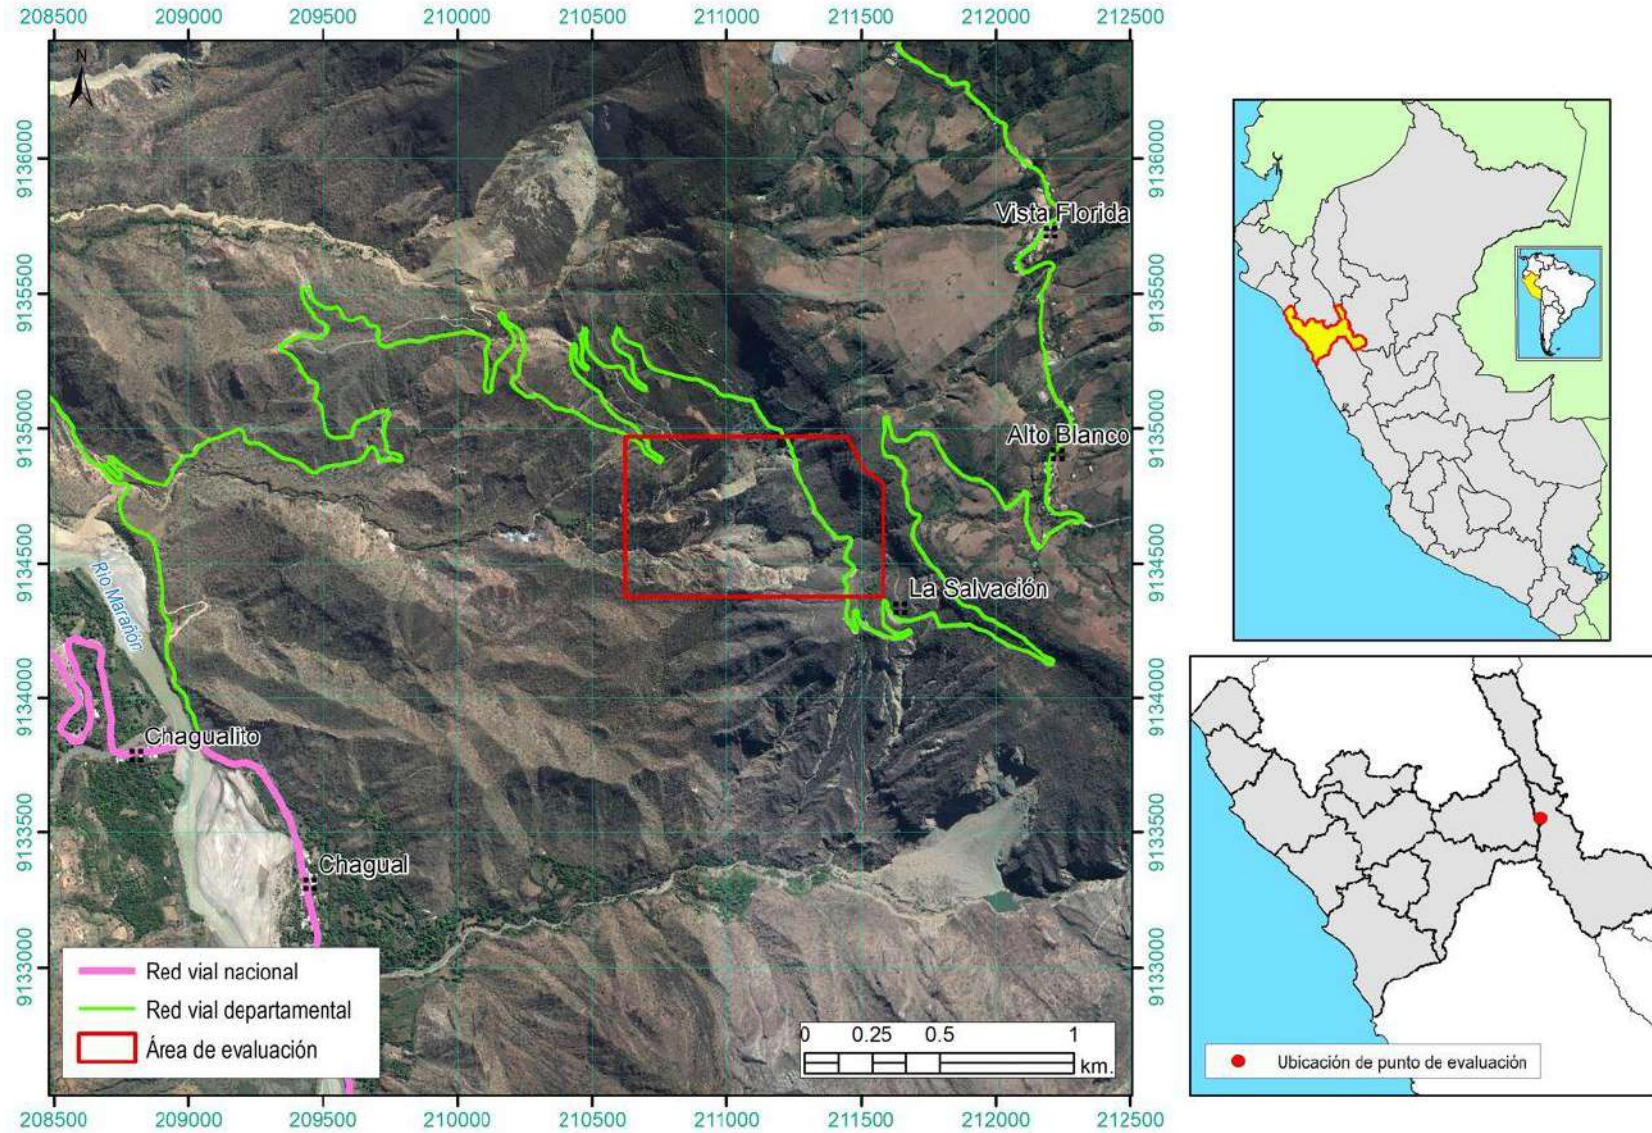 208500 209000 209500 210000 210500 211000 211500 212000 212500
N
9136000
9136000
Vista Florida
9135500
9135500
9135000
9135000
Alto Blanco
9134500
9134500
Río Marañón
La Salvación
9134000
9134000
Chagualito
9133500
9133500
Chagual
9133000
9133000
Red vial nacional
Red vial departamental
Área de evaluación
0 0.25 0.5 1
km.
208500 209000 209500 210000 210500 211000 211500 212000 212500
Ubicación de punto de evaluación